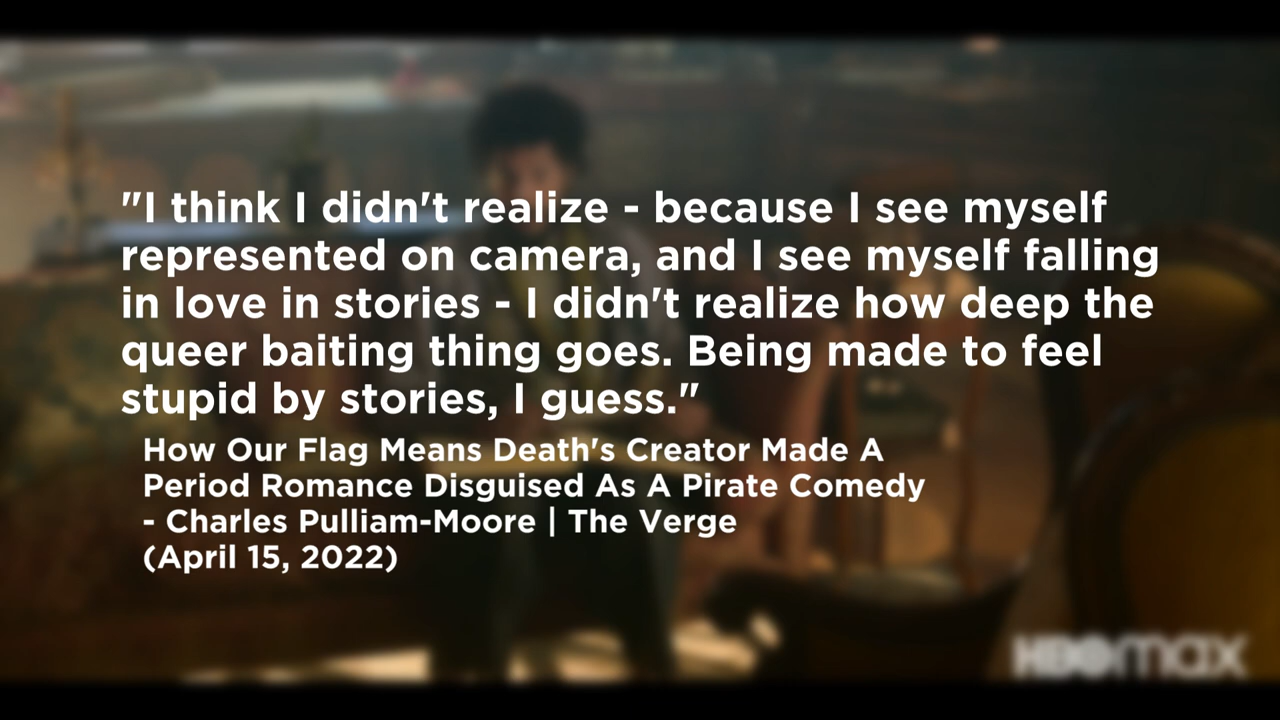 "I think I didn't realize - because I see myself
represented on camera, and I see myself falling
in love in stories - I didn't realize how deep the
queer baiting thing goes. Being made to feel
stupid by stories, I guess."
How Our Flag Means Death's Creator Made A
Period Romance Disguised As A Pirate Comedy
- Charles Pulliam-Moore | The Verge
(April 15, 2022)
HBOmax